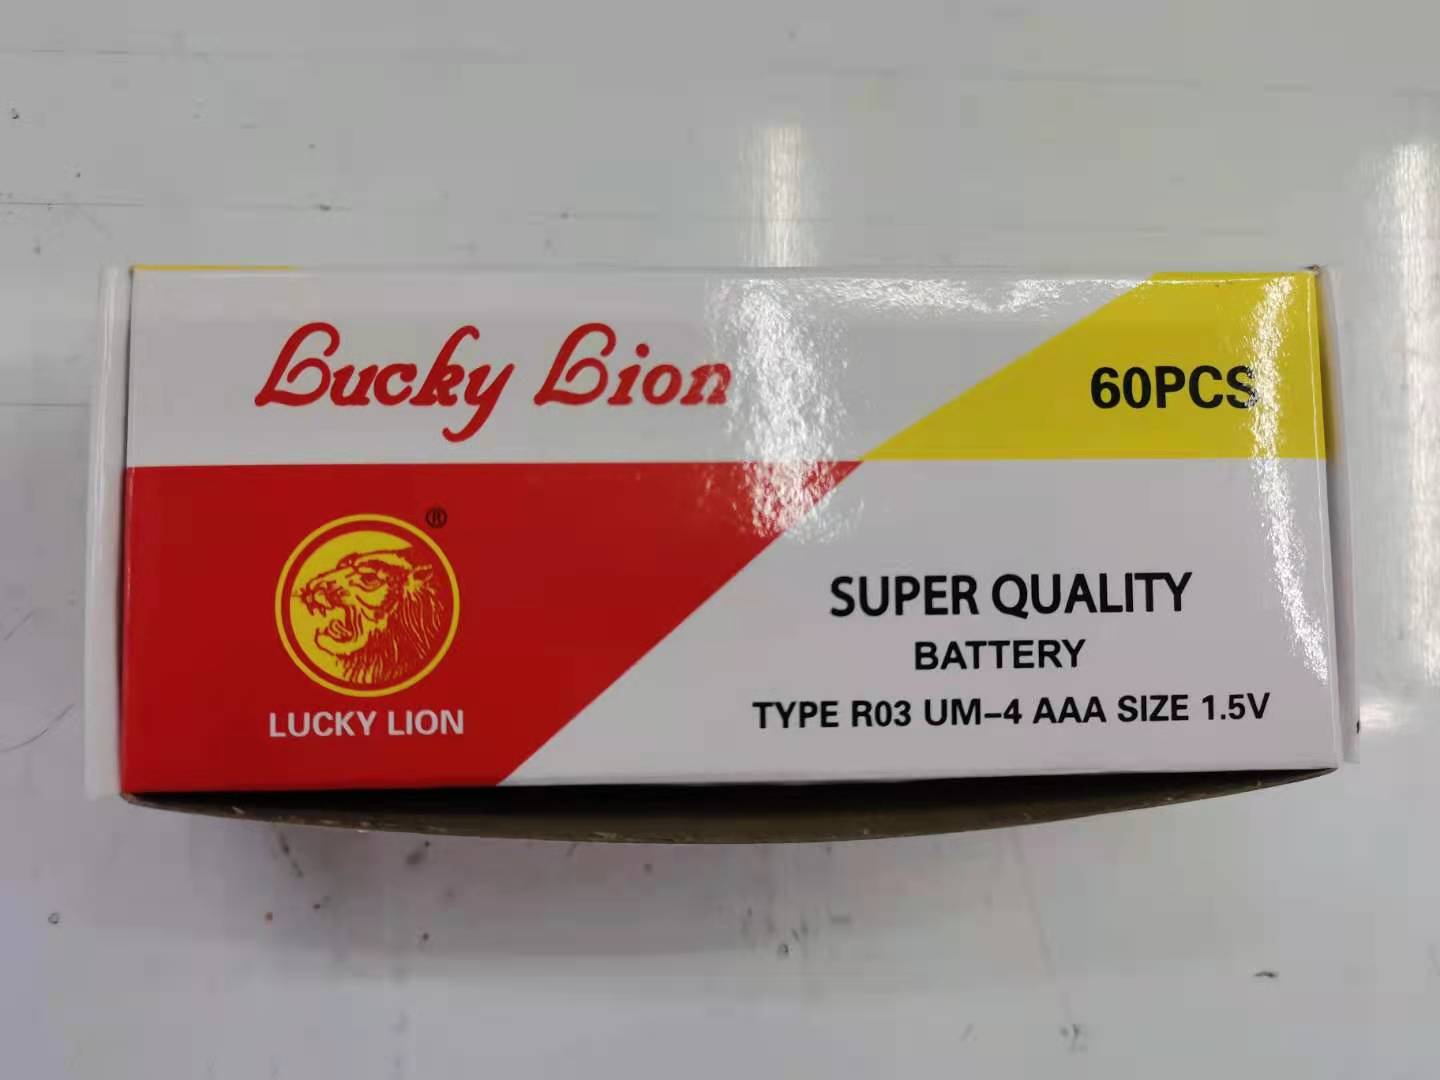 Lucky Lion
60PCS
®
LUCKY LION
SUPER QUALITY
BATTERY
TYPE R03 UM-4 AAA SIZE 1.5V